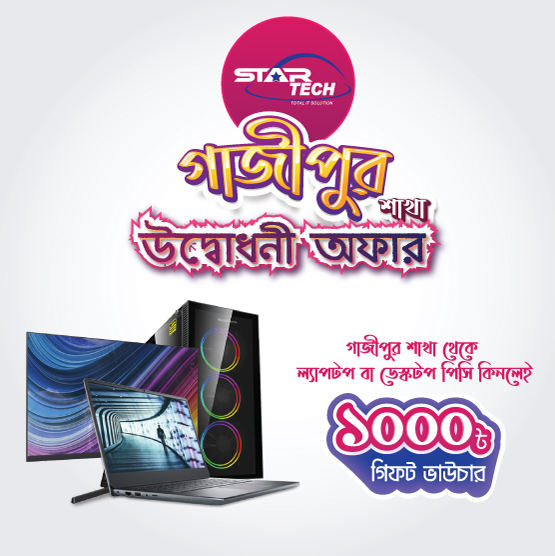 STAR
TECH
TOTAL IT SOLUTION
গাজীপুর
শাখা
উদ্বোধনী অফার
গাজীপুর শাখা থেকে
ল্যাপটপ বা ডেস্কটপ পিসি কিনলেই
১০০০৳
গিফট ভাউচার